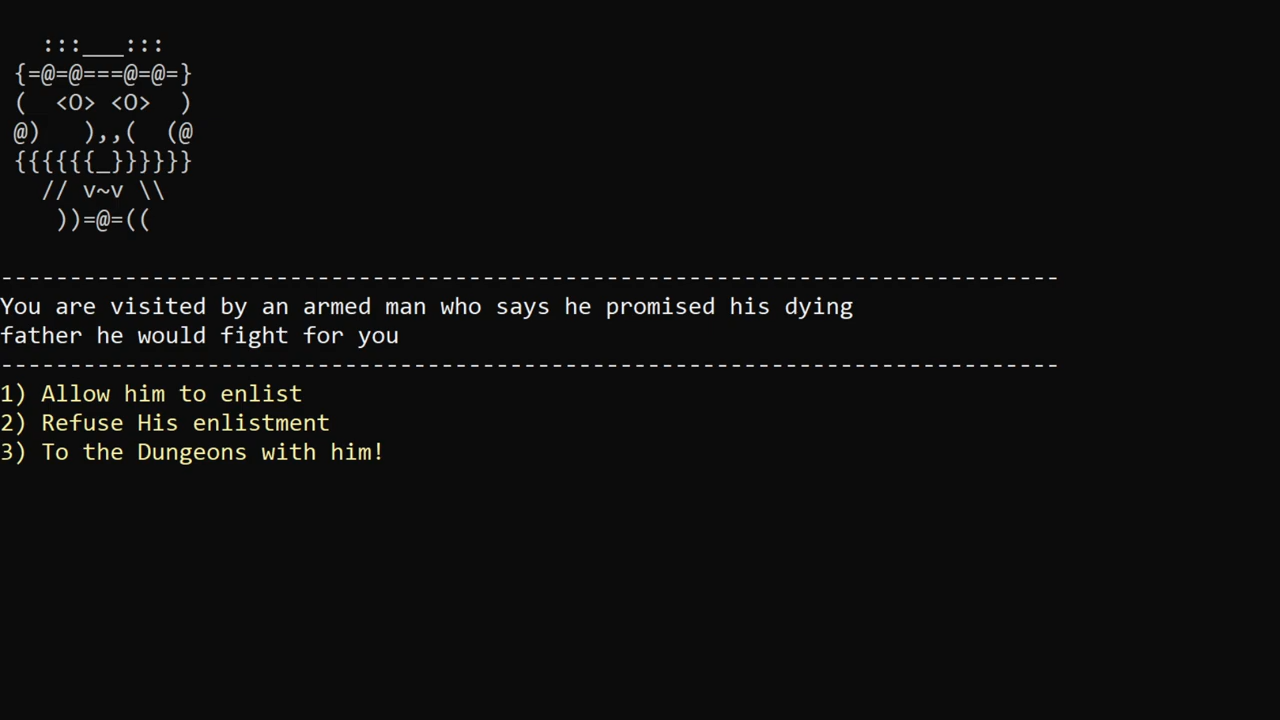 :::___:::
 {=@=@===@=@=}
 (  <O> <O>  )
 @)   ),,(  (@
 {{{{{{_}}}}}}
   // v~v \\
    ))=@=((
-----------------------------------------------------------------------------
You are visited by an armed man who says he promised his dying
father he would fight for you
-----------------------------------------------------------------------------
1) Allow him to enlist
2) Refuse His enlistment
3) To the Dungeons with him!